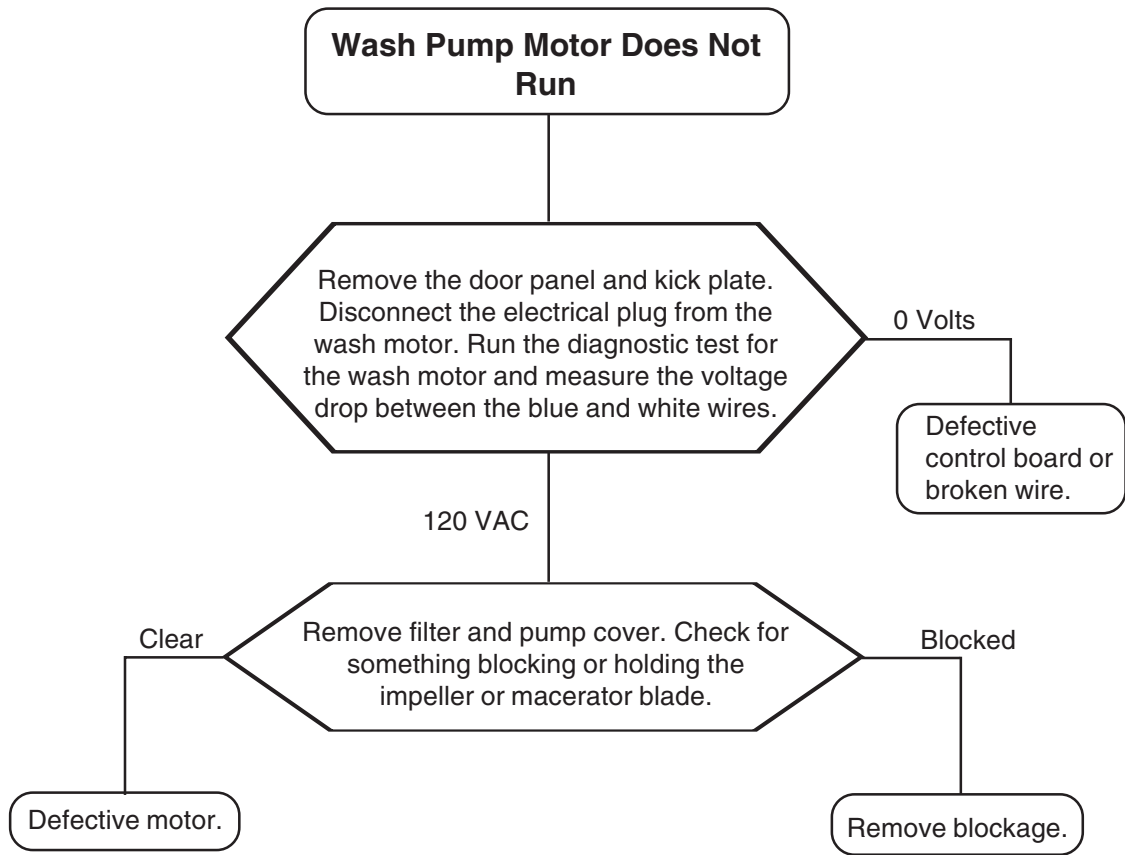 Wash Pump Motor Does Not
Run
Remove the door panel and kick plate.
Disconnect the electrical plug from the
wash motor. Run the diagnostic test for
the wash motor and measure the voltage
drop between the blue and white wires.
0 Volts
Defective
control board or
broken wire.
120 VAC
Remove filter and pump cover. Check for
something blocking or holding the
impeller or macerator blade.
Clear
Blocked
Defective motor.
Remove blockage.